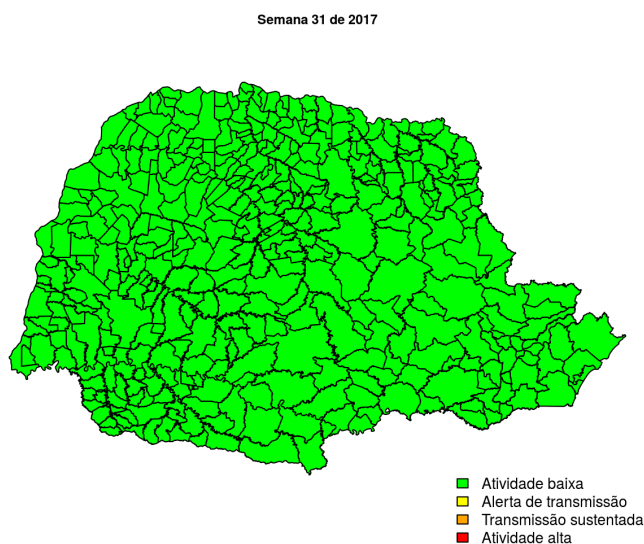 Semana 31 de 2017
Atividade baixa
Alerta de transmissão
Transmissão sustentada
Atividade alta